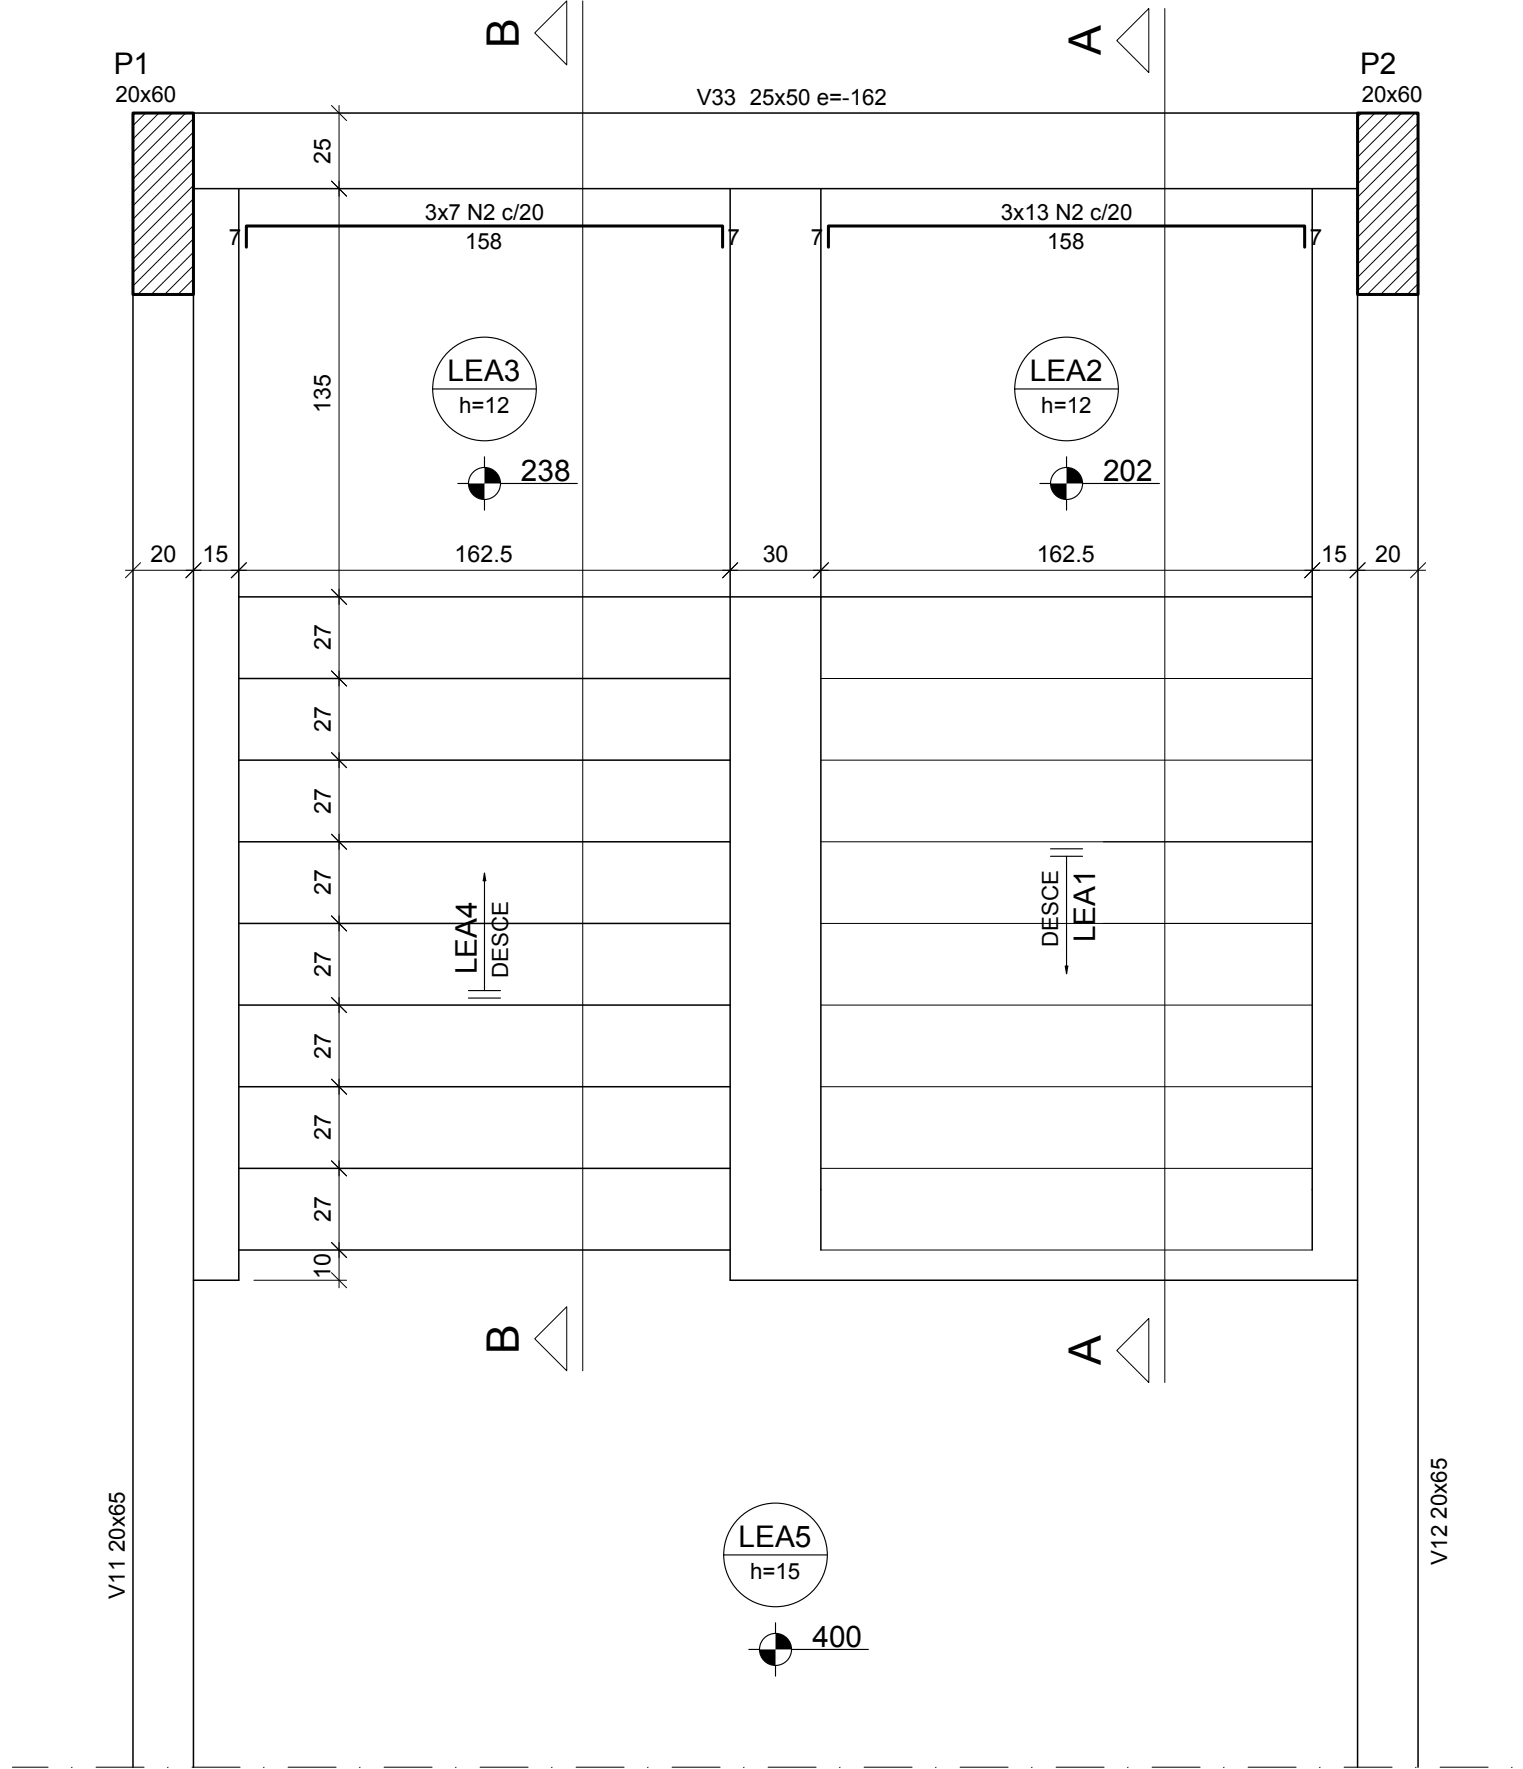 B
A
P1
20x60
P2
20x60
V33 25x50 e=-162
25
3x7 N2 c/20
7
158
7
3x13 N2 c/20
7
158
7
135
LEA3
h=12
LEA2
h=12
238
202
20
15
162.5
30
162.5
15
20
27
27
27
27
27
27
27
27
10
LEA4
DESCE
DESCE
LEA1
B
A
V11 20x65
V12 20x65
LEA5
h=15
400